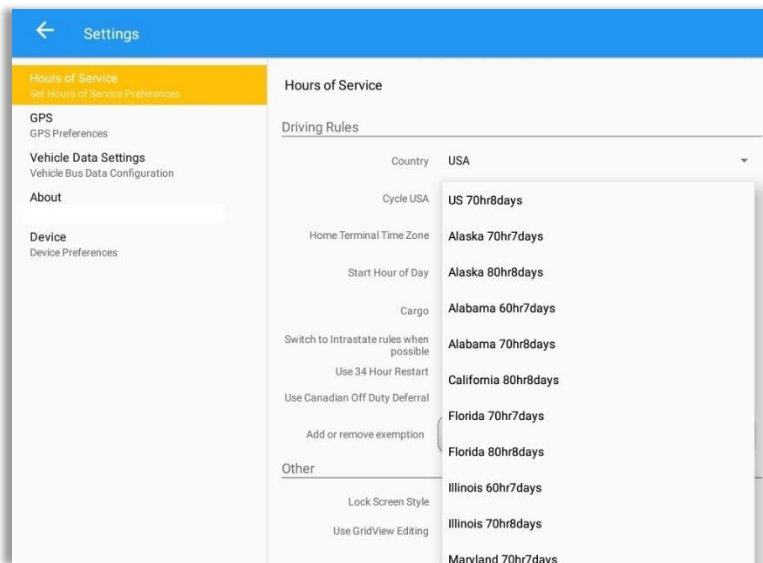 Settings
Hours of Service
Set Hours of Service Preferences
GPS
GPS Preferences
Vehicle Data Settings
Vehicle Bus Data Configuration
About
Device
Device Preferences
Hours of Service
Driving Rules
Country USA
Cycle USA
Home Terminal Time Zone
Start Hour of Day
Cargo
Switch to Intrastate rules when
possible
Use 34 Hour Restart
Use Canadian Off Duty Deferral
Add or remove exemption
Other
Lock Screen Style
Use GridView Editing
US 70hr8days
Alaska 70hr7days
Alaska 80hr8days
Alabama 60hr7days
Alabama 70hr8days
California 80hr8days
Florida 70hr7days
Florida 80hr8days
Illinois 60hr7days
Illinois 70hr8days
Maryland 70hr7days